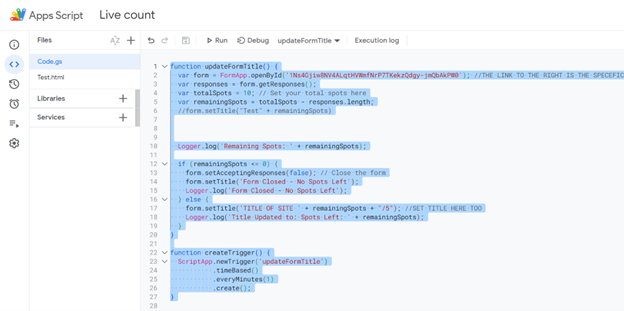 Apps Script Live count
Files
Run Debug updateFormTitle Execution log
Code.gs
Test.html
Libraries
Services
1 function updateFormTitle() {
2 var form = FormApp.openById('1Ns4GjiwBNV4ALqtHVWmfNrP7TKekzQdgy-jmQbAkPW0'); //THE LINK TO THE RIGHT IS THE SPECEFIC
3 var responses = form.getResponses();
4 var totalSpots = 10; // Set your total spots here
5 var remainingSpots = totalSpots - responses.length;
6 //form.setTitle('Test' + remainingSpots)
7
8
9
10 Logger.log('Remaining Spots: ' + remainingSpots);
11
12 if (remainingSpots <= 0) {
13 form.setAcceptingResponses(false); // Close the form
14 form.setTitle('Form Closed - No Spots Left');
15 Logger.log('Form Closed - No Spots Left');
16 } else {
17 form.setTitle('TITLE OF SITE ' + remainingSpots + "/5"); //SET TITLE HERE TOO
18 Logger.log('Title Updated to: Spots Left: ' + remainingSpots);
19 }
20 }
21
22 function createTrigger() {
23 ScriptApp.newTrigger('updateFormTitle')
24 .timeBased()
25 .everyMinutes(1)
26 .create();
27 }
28